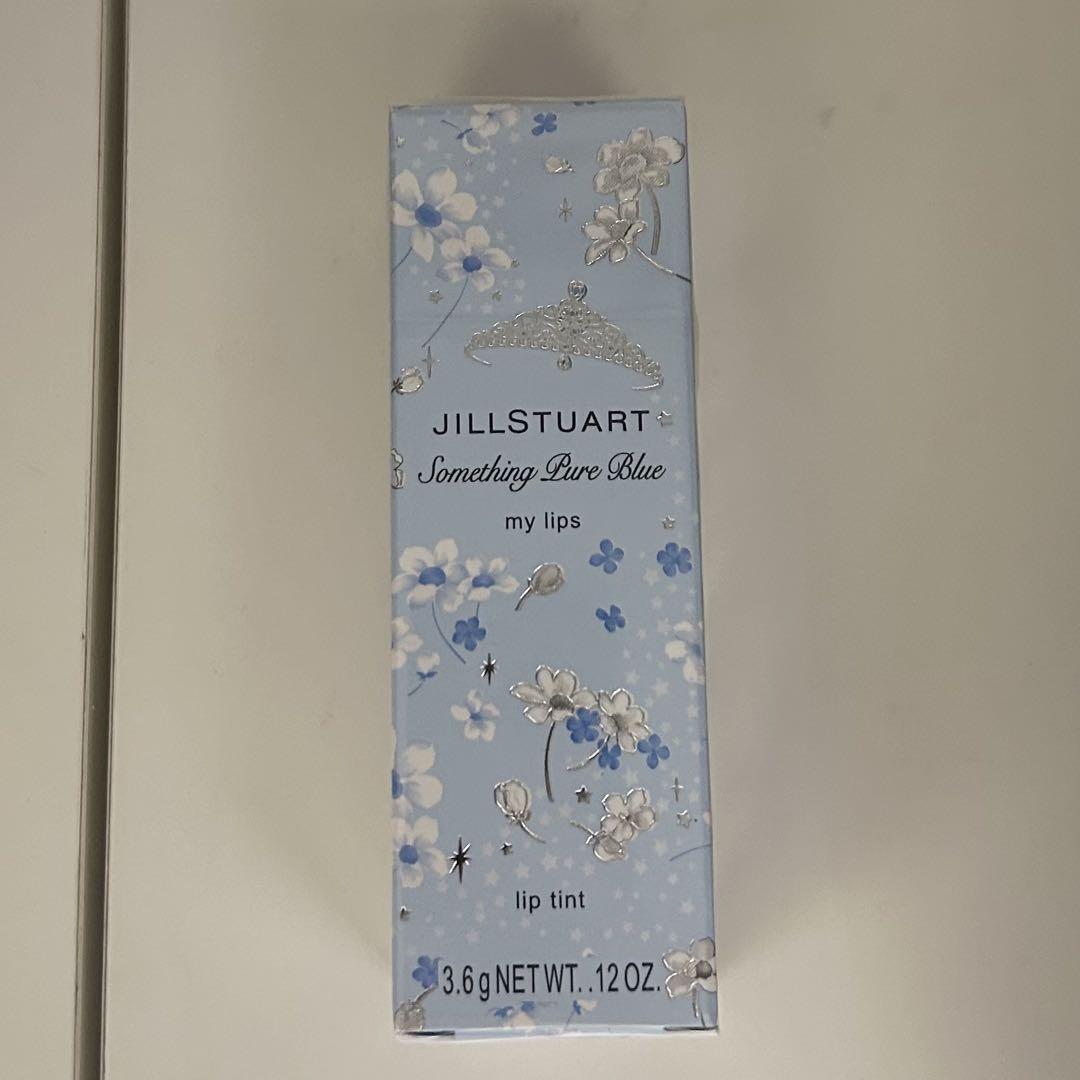 JILLSTUART
Something Pure Blue
my lips
lip tint
3.6 g NET WT. .12 OZ.